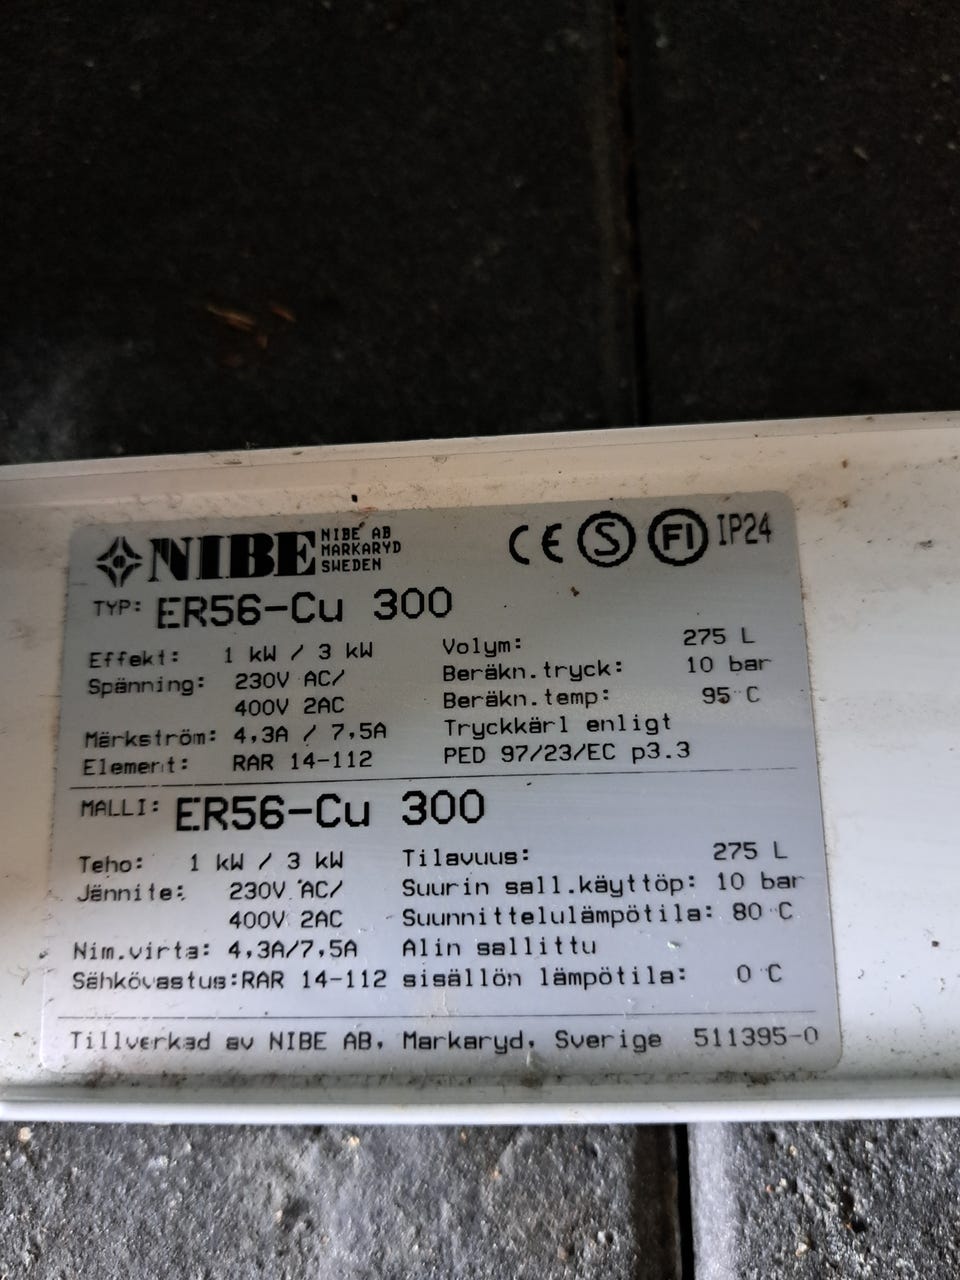 NIBE NIBE AB
MARKARYD
SWEDEN
CE S FI IP24
TYP: ER56-Cu 300
Effekt: 1 kW / 3 kW
Spänning: 230V AC/
400V 2AC
Märkström: 4,3A / 7,5A
Element: RAR 14-112
Volym: 275 L
Beräkn.tryck: 10 bar
Beräkn.temp: 95 C
Tryckkärl enligt
PED 97/23/EC p3.3
MALLI: ER56-Cu 300
Teho: 1 kW / 3 kW
Jännite: 230V AC/
400V 2AC
Nim.virta: 4,3A/7,5A
Sähkövastus:RAR 14-112
Tilavuus: 275 L
Suurin sall.käyttöp: 10 bar
Suunnittelulämpötila: 80 C
Alin sallittu
sisällön lämpötila: 0 C
Tillverkad av NIBE AB, Markaryd, Sverige 511395-0